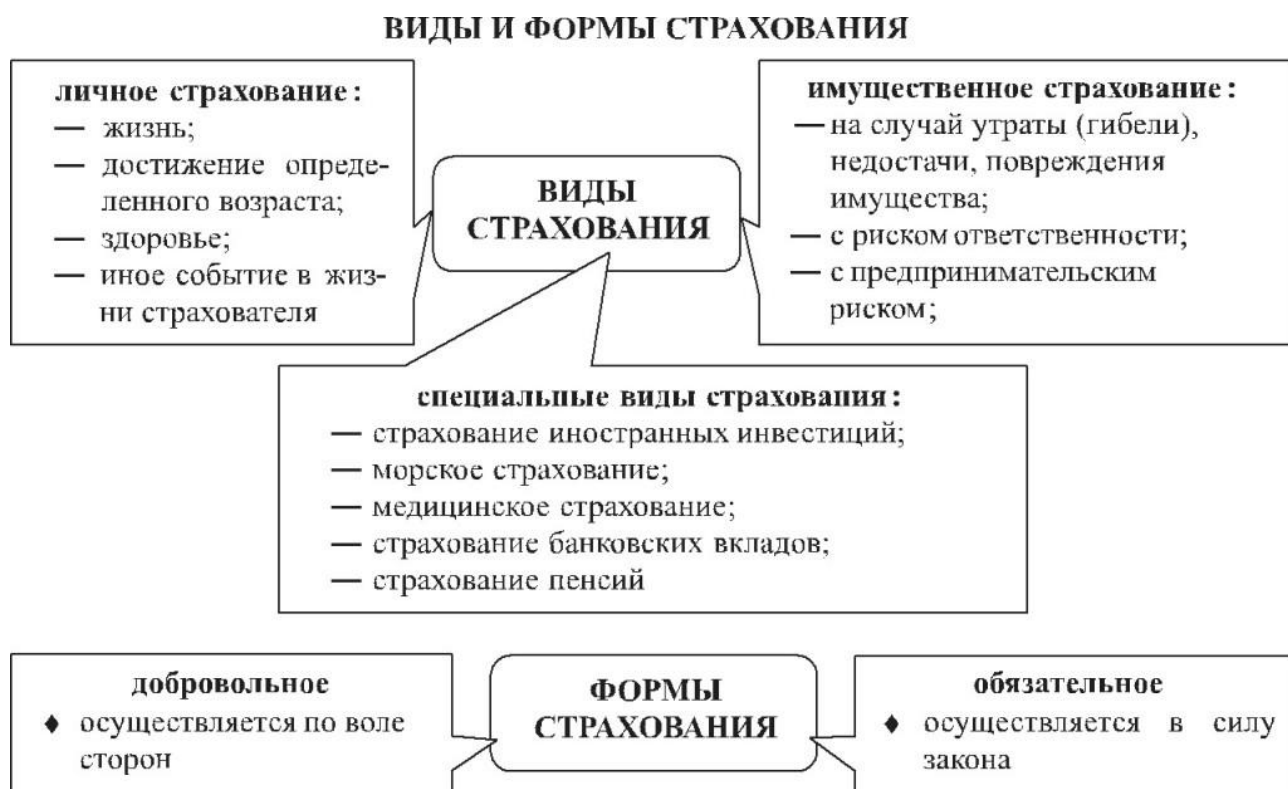 ВИДЫ И ФОРМЫ СТРАХОВАНИЯ
личное страхование:
— жизнь;
— достижение опреде-
ленного возраста;
— здоровье;
— иное событие в жиз-
ни страхователя
ВИДЫ
СТРАХОВАНИЯ
имущественное страхование:
— на случай утраты (гибели),
недостачи, повреждения
имущества;
— с риском ответственности;
— с предпринимательским
риском;
специальные виды страхования:
— страхование иностранных инвестиций;
— морское страхование;
— медицинское страхование;
— страхование банковских вкладов;
— страхование пенсий
добровольное
♦ осуществляется по воле
сторон
ФОРМЫ
СТРАХОВАНИЯ
обязательное
♦ осуществляется в силу
закона